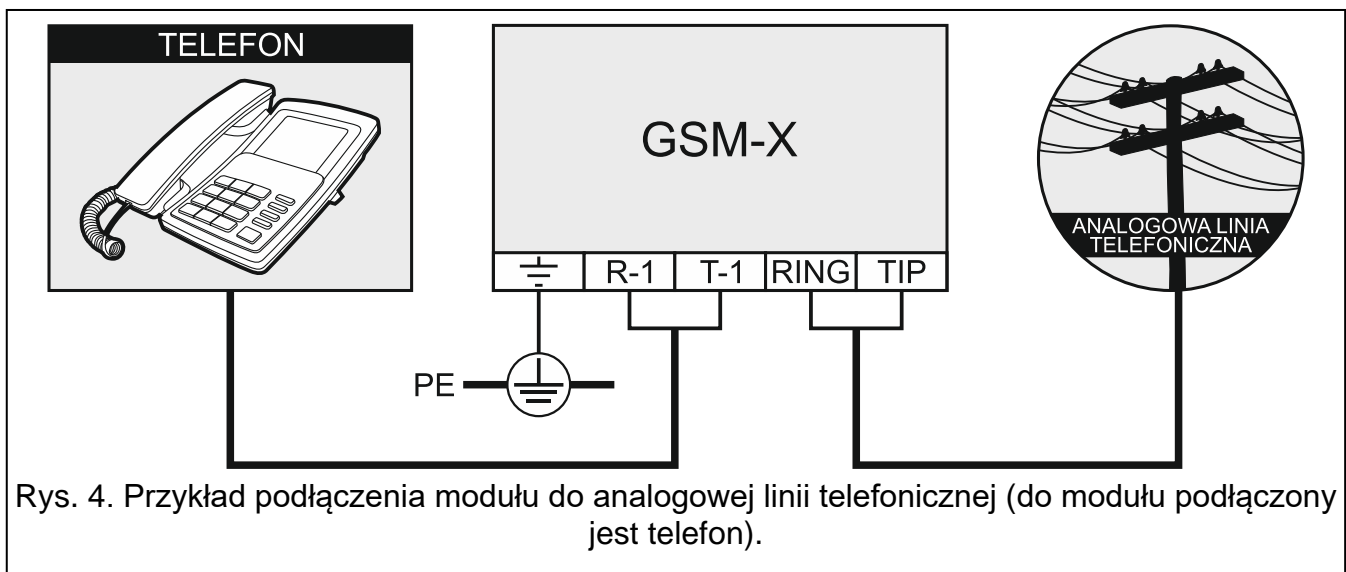 TELEFON
GSM-X
R-1 T-1 RING TIP
ANALOGOWA LINIA
TELEFONICZNA
PE
Rys. 4. Przykład podłączenia modułu do analogowej linii telefonicznej (do modułu podłączony
jest telefon).